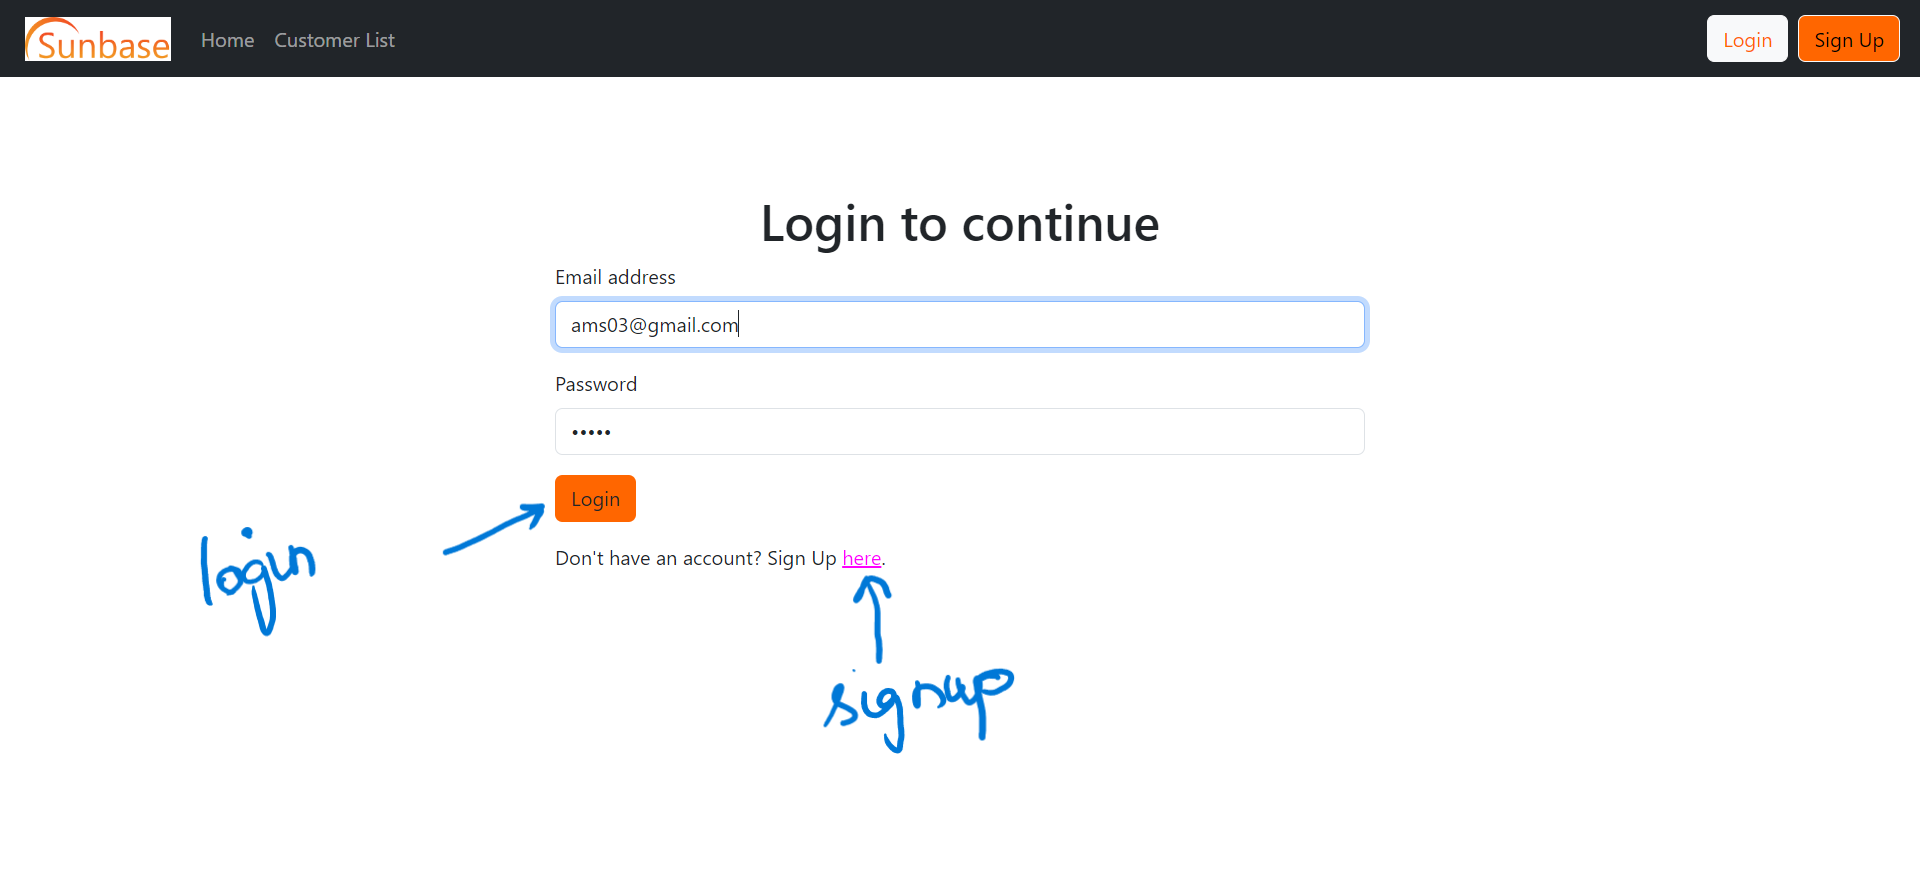 Sunbase Home Customer List Login Sign Up
Login to continue
Email address
ams03@gmail.com
Password
•••••
Login
login
Don't have an account? Sign Up here.
signup